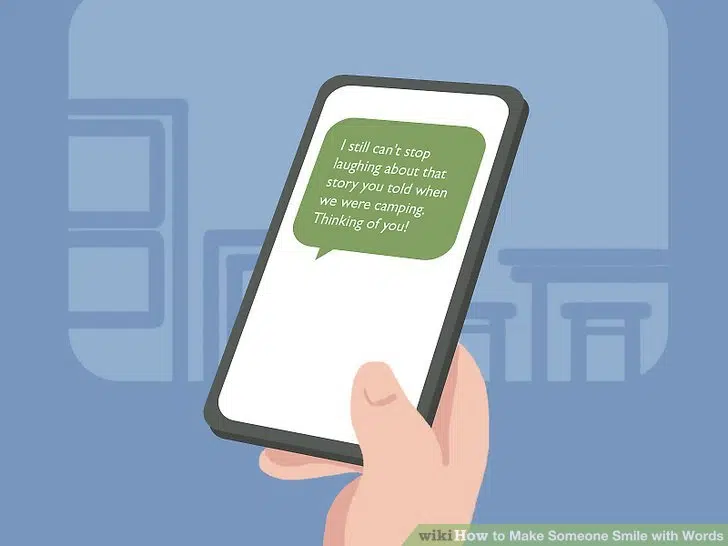 I still can't stop
laughing about that
story you told when
we were camping.
Thinking of you!
wikiHow to Make Someone Smile with Words